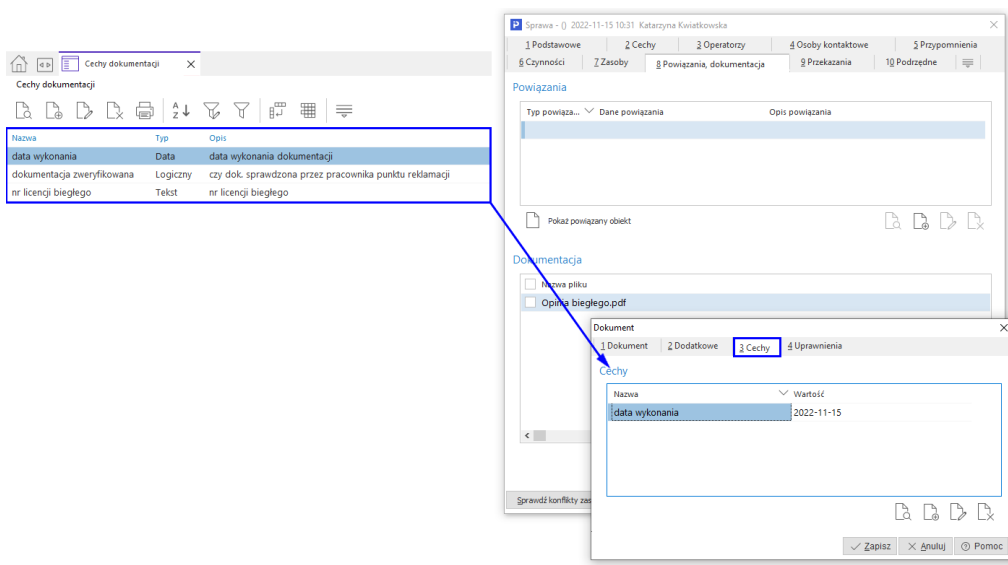 Cechy dokumentacji
Cechy dokumentacji
Nazwa Typ Opis
data wykonania Data data wykonania dokumentacji
dokumentacja zweryfikowana Logiczny czy dok. sprawdzona przez pracownika punktu reklamacji
nr licencji biegłego Tekst nr licencji biegłego
Sprawa - () 2022-11-15 10:31 Katarzyna Kwiatkowska
1 Podstawowe 2 Cechy 3 Operatorzy 4 Osoby kontaktowe 5 Przypomnienia
6 Czynności 7 Zasoby 8 Powiązania, dokumentacja 9 Przekazania 10 Podrzędne
Powiązania
Typ powiąza... Dane powiązania Opis powiązania
Pokaż powiązany obiekt
Dokumentacja
Nazwa pliku
Opinia biegłego.pdf
Sprawdź konflikty zas
Dokument
1 Dokument 2 Dodatkowe 3 Cechy 4 Uprawnienia
Cechy
Nazwa Wartość
data wykonania 2022-11-15
Zapisz Anuluj Pomoc